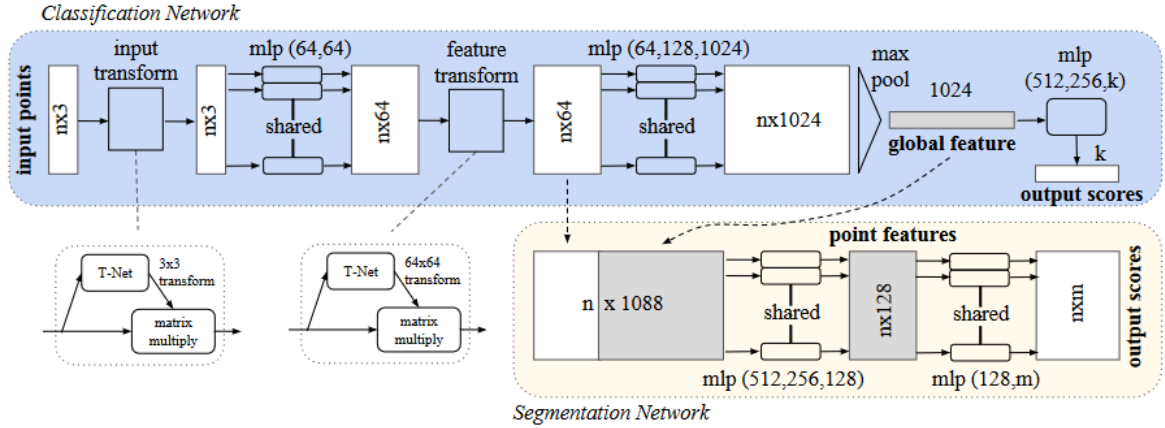 Classification Network
input points
nx3
input
transform
nx3
mlp (64,64)
shared
nx64
feature
transform
nx64
mlp (64,128,1024)
shared
nx1024
max
pool
1024
global feature
mlp
(512,256,k)
k
output scores
T-Net
3x3
transform
matrix
multiply
T-Net
64x64
transform
matrix
multiply
point features
n x 1088
shared
mlp (512,256,128)
nx128
shared
mlp (128,m)
nxm
output scores
Segmentation Network